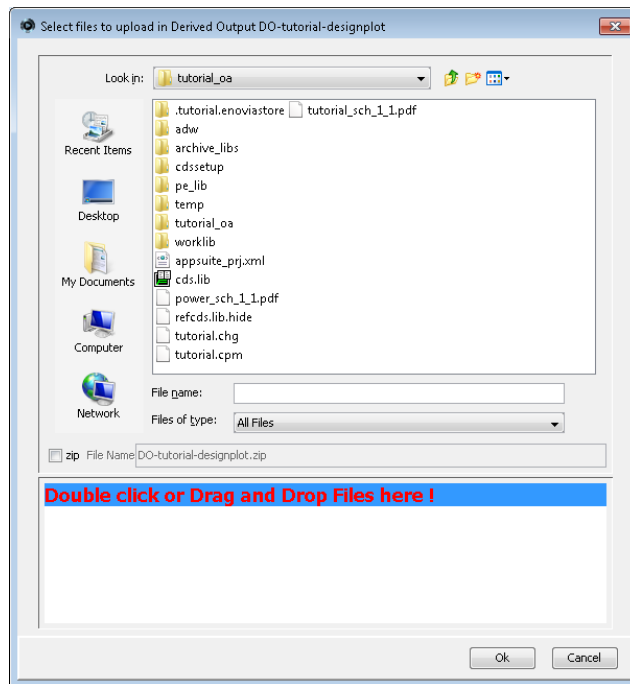 Select files to upload in Derived Output DO-tutorial-designplot
Look in: tutorial_oa
Recent Items
Desktop
My Documents
Computer
Network
.tutorial.enoviastore tutorial_sch_1_1.pdf
adw
archive_libs
cdssetup
pe_lib
temp
tutorial_oa
worklib
appsuite_prj.xml
cds.lib
power_sch_1_1.pdf
refcds.lib.hide
tutorial.chg
tutorial.cpm
File name:
Files of type: All Files
zip File Name DO-tutorial-designplot.zip
Double click or Drag and Drop Files here !
Ok Cancel